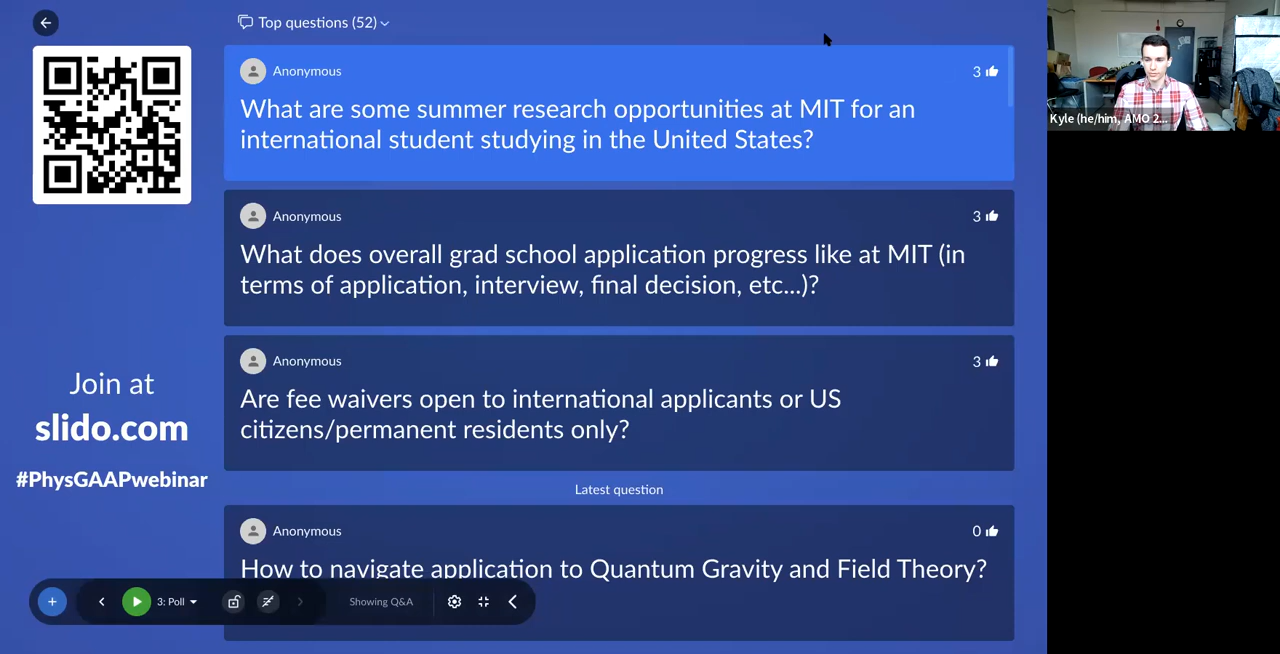 Top questions (52)
Anonymous
3
What are some summer research opportunities at MIT for an
international student studying in the United States?
Anonymous
3
What does overall grad school application progress like at MIT (in
terms of application, interview, final decision, etc...)?
Anonymous
3
Are fee waivers open to international applicants or US
citizens/permanent residents only?
Latest question
Anonymous
0
How to navigate application to Quantum Gravity and Field Theory?
Join at
slido.com
#PhysGAAPwebinar
3: Poll
Showing Q&A
Kyle (he/him, AMO 2...